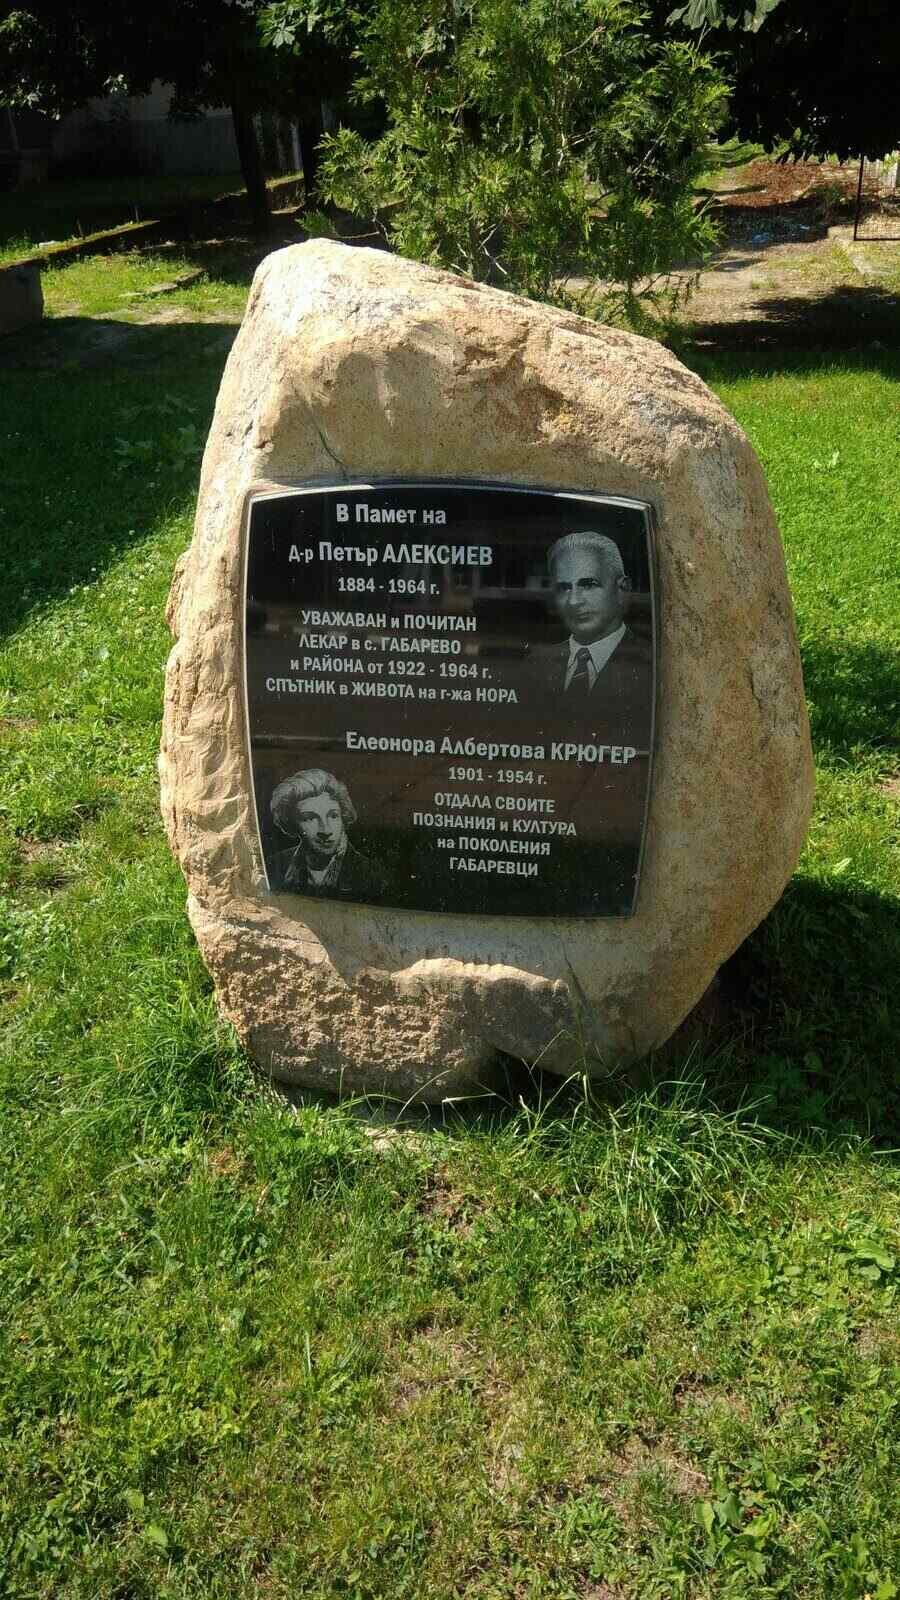 В Памет на
Д-р Петър АЛЕКСИЕВ
1884 - 1964 г.
УВАЖАВАН и ПОЧИТАН
ЛЕКАР в с. ГАБАРЕВО
и РАЙОНА от 1922 - 1964 г.
СПЪТНИК в ЖИВОТА на г-жа НОРА
Елеонора Албертова КРЮГЕР
1901 - 1954 г.
ОТДАЛА СВОИТЕ
ПОЗНАНИЯ и КУЛТУРА
на ПОКОЛЕНИЯ
ГАБАРЕВЦИ